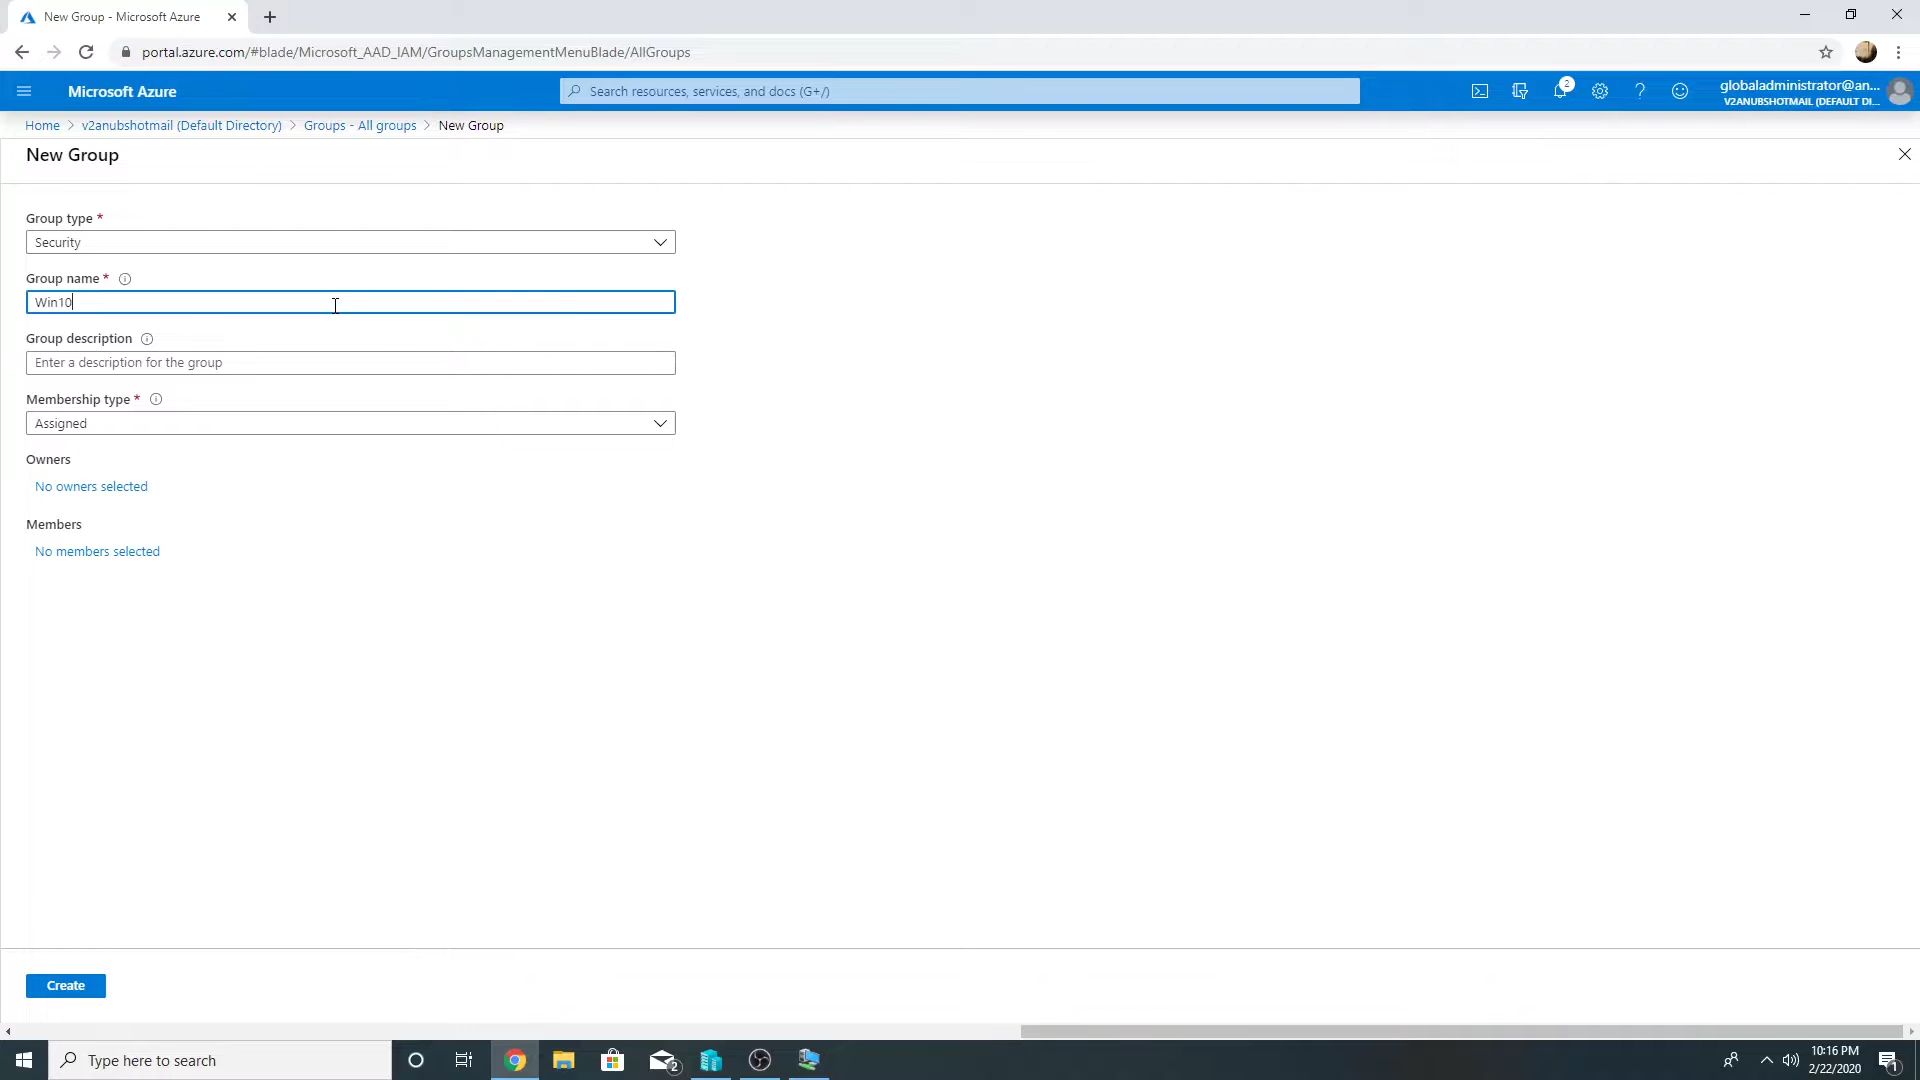 New Group - Microsoft Azure
portal.azure.com/#blade/Microsoft_AAD_IAM/GroupsManagementMenuBlade/AllGroups
Microsoft Azure
Search resources, services, and docs (G+/)
2
globaladministrator@an...
V2ANUBSHOTMAIL (DEFAULT DI...
Home > v2anubshotmail (Default Directory) > Groups - All groups > New Group
New Group
Group type *
Security
Group name *
Win10
Group description
Enter a description for the group
Membership type *
Assigned
Owners
No owners selected
Members
No members selected
Create
Type here to search
2
10:16 PM
2/22/2020
1